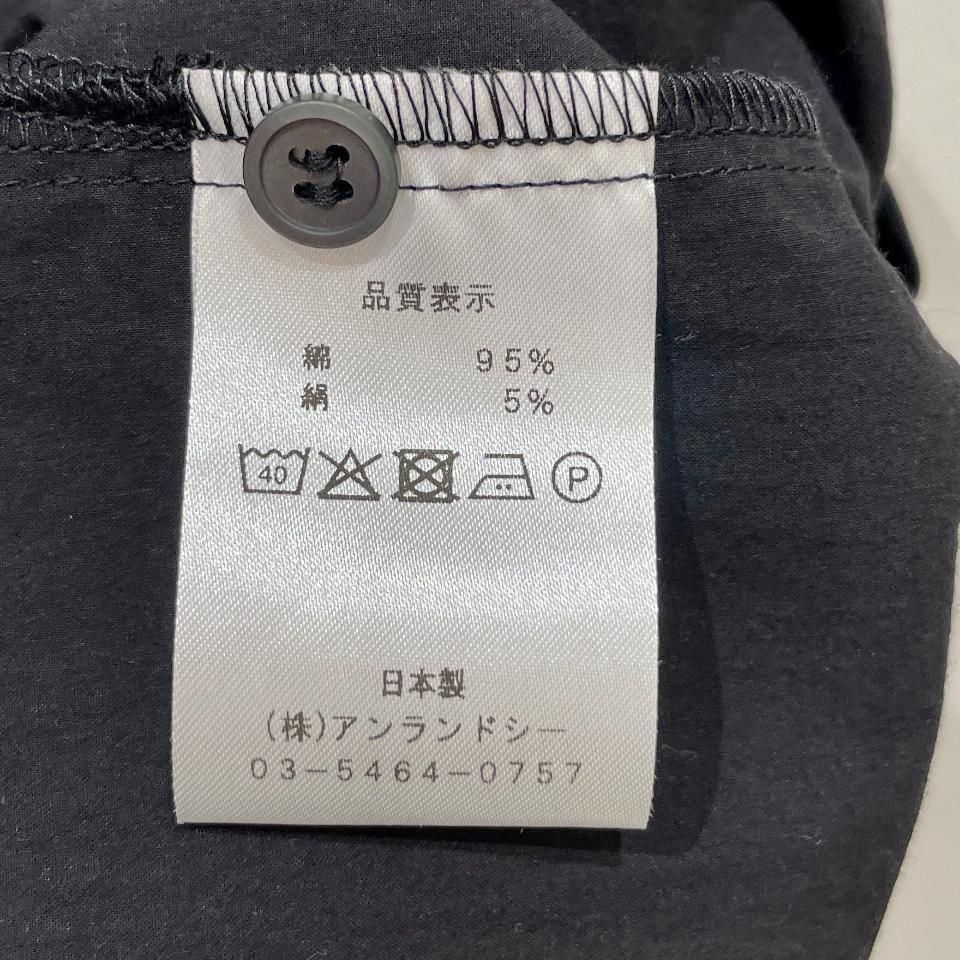 品質表示
綿 95%
絹 5%
40 P
日本製
(株)アンランドシー
03-5464-0757